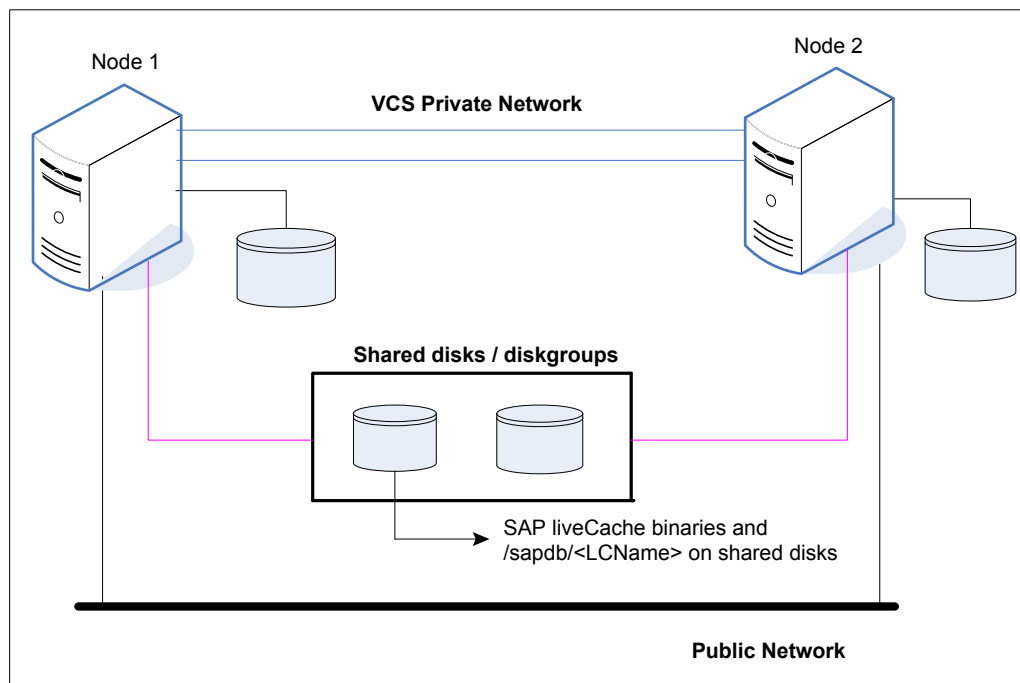 Node 1
Node 2
VCS Private Network
Shared disks / diskgroups
SAP liveCache binaries and
/sapdb/<LCName> on shared disks
Public Network